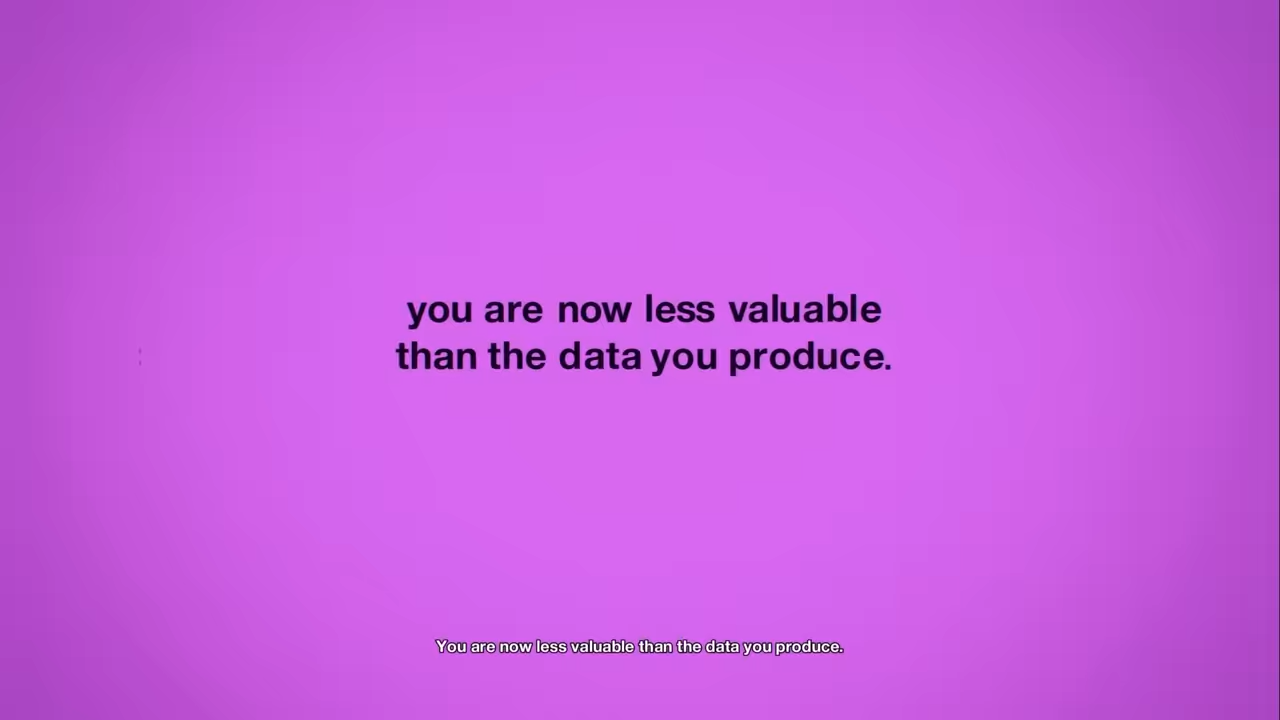 you are now less valuable
than the data you produce.
You are now less valuable than the data you produce.